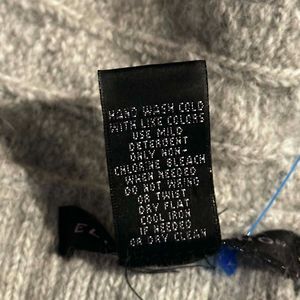 HAND WASH COLD
WITH LIKE COLORS
USE MILD
DETERGENT
ONLY NON-
CHLORINE BLEACH
WHEN NEEDED
DO NOT WRING
OR TWIST
DRY FLAT
COOL IRON
IF NEEDED
OR DRY CLEAN